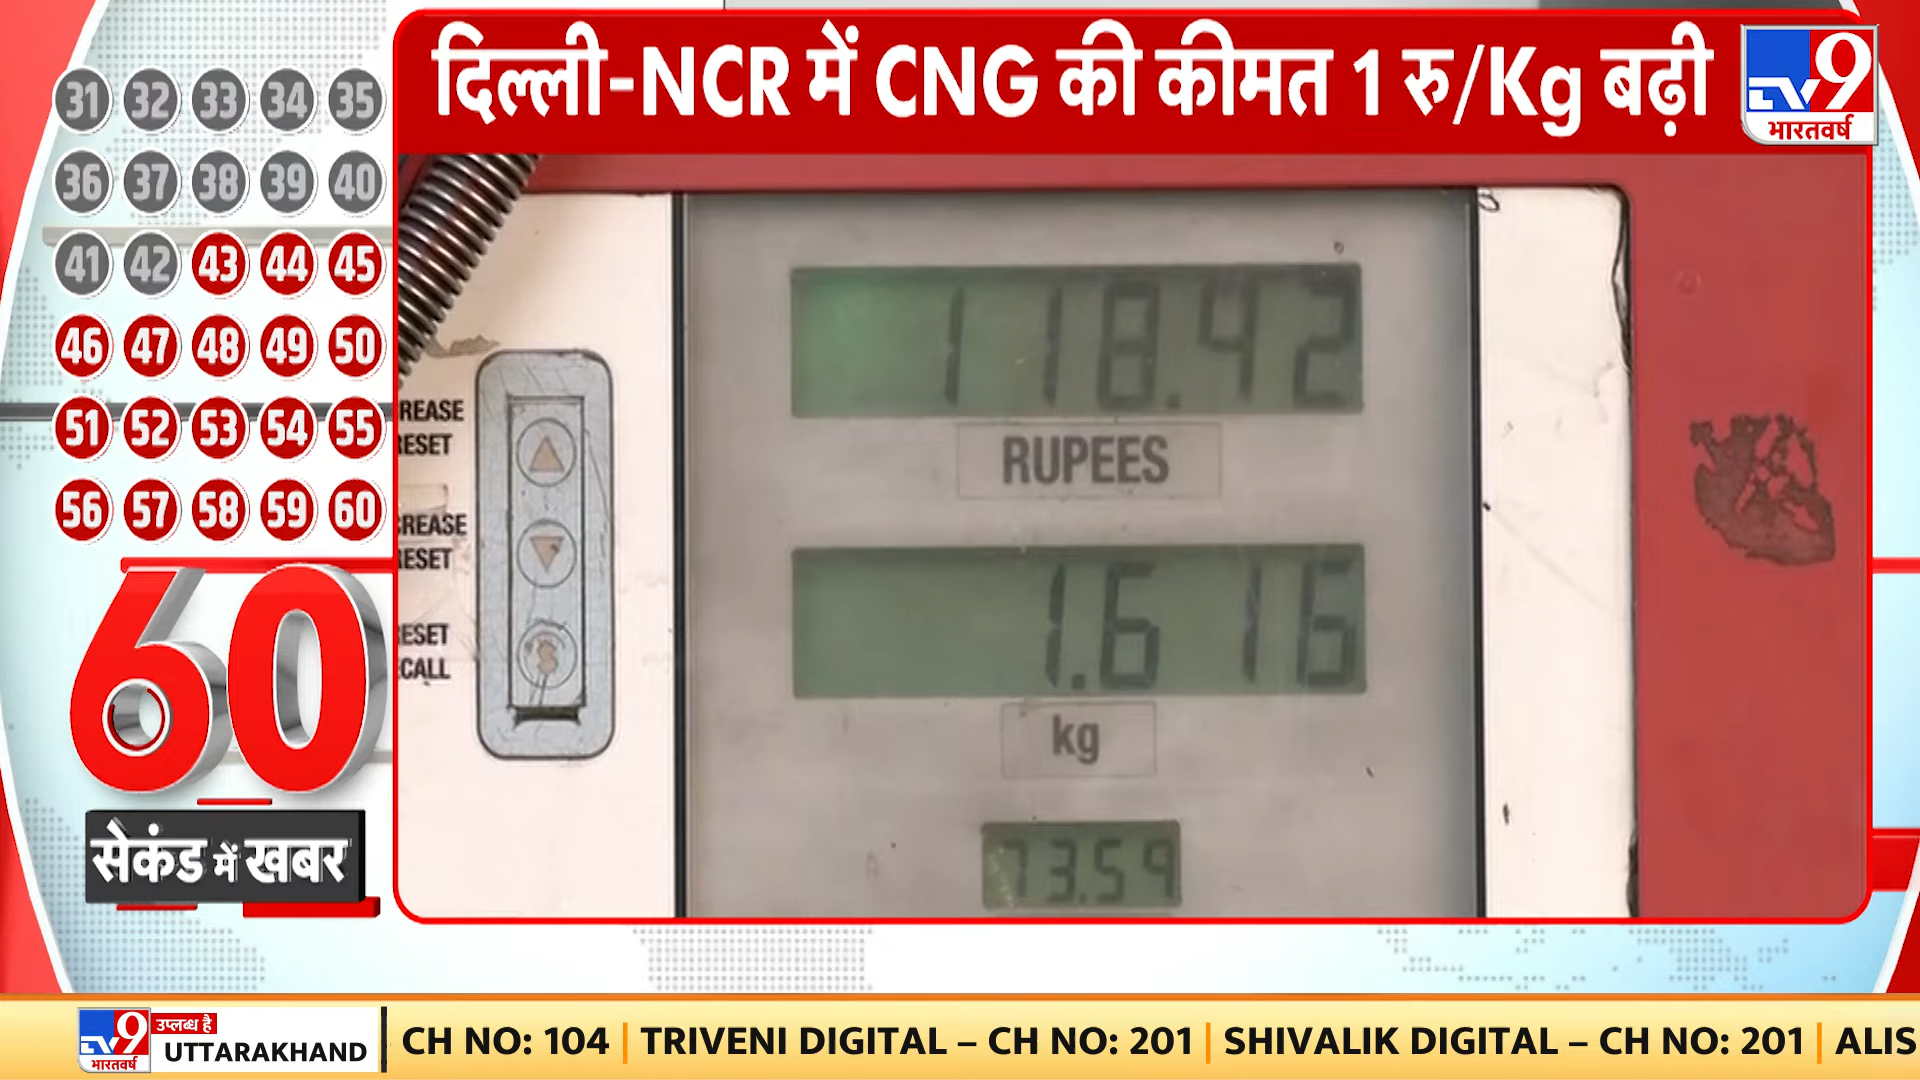 दिल्ली-NCR में CNG की कीमत 1 रु/Kg बढ़ी
TV9
भारतवर्ष
31 32 33 34 35
36 37 38 39 40
41 42 43 44 45
46 47 48 49 50
51 52 53 54 55
56 57 58 59 60
60
सेकंड में खबर
REASE
RESET
CREASE
RESET
RESET
CALL
118.42
RUPEES
1.616
kg
73.59
TV9
भारतवर्ष
उप्लब्ध है
UTTARAKHAND
CH NO: 104 | TRIVENI DIGITAL – CH NO: 201 | SHIVALIK DIGITAL – CH NO: 201 | ALIS